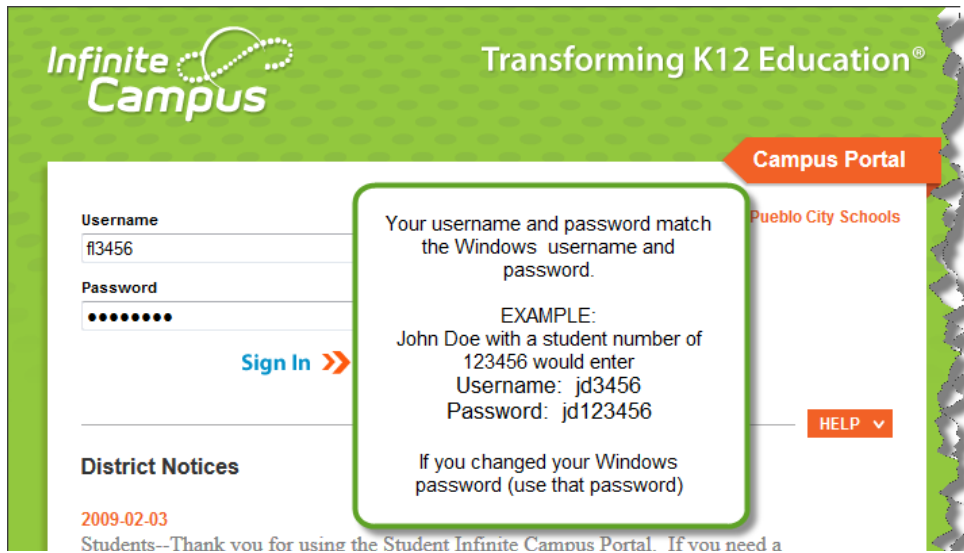 Infinite
Campus
Transforming K12 Education®
Campus Portal
Pueblo City Schools
Username
fl3456
Password
••••••••
Sign In
Your username and password match
the Windows username and
password.
EXAMPLE:
John Doe with a student number of
123456 would enter
Username: jd3456
Password: jd123456
If you changed your Windows
password (use that password)
HELP
District Notices
2009-02-03
Students--Thank you for using the Student Infinite Campus Portal. If you need a